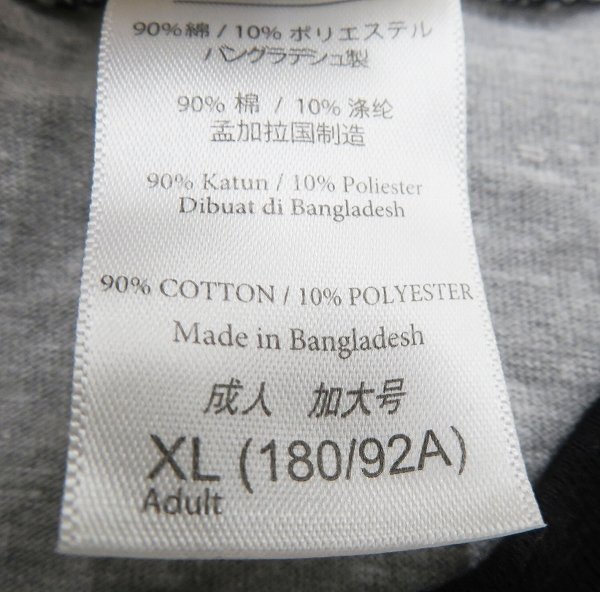 90%綿 / 10% ポリエステル
バングラデシュ製
90% 棉 / 10% 涤纶
孟加拉国制造
90% Katun / 10% Poliester
Dibuat di Bangladesh
90% COTTON / 10% POLYESTER
Made in Bangladesh
成人 加大号
XL (180/92A)
Adult